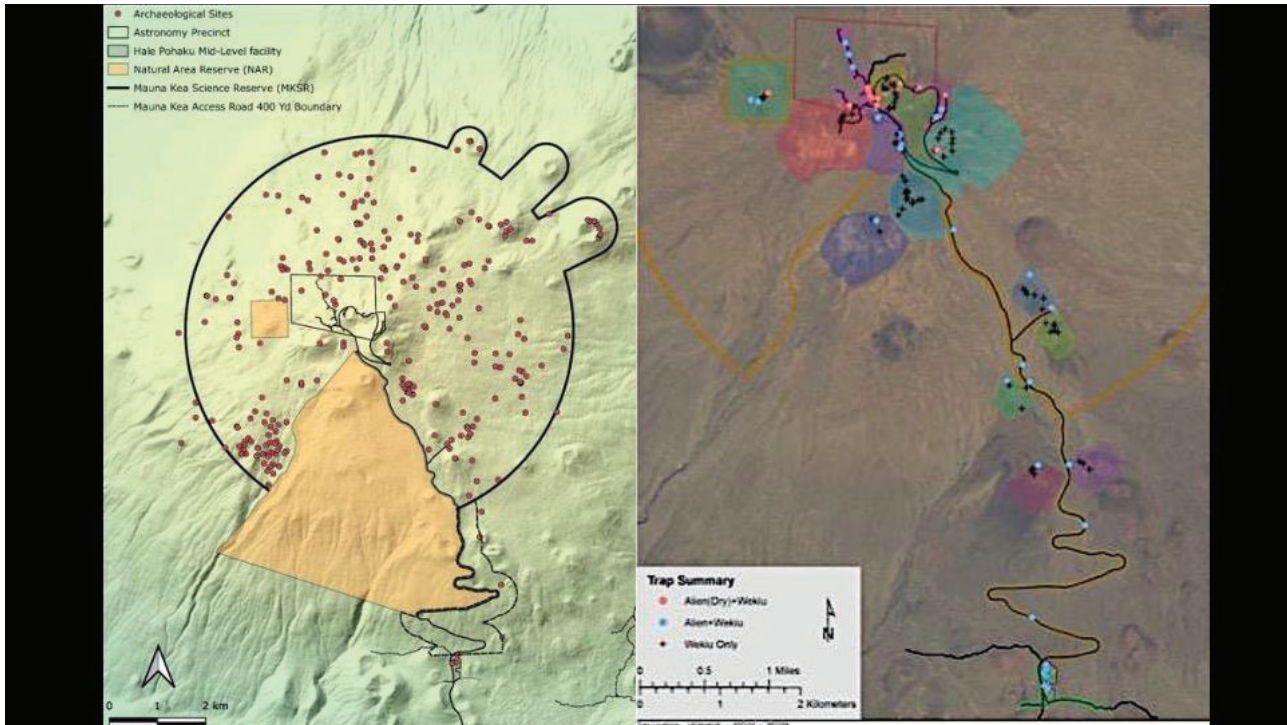 Archaeological Sites
Astronomy Precinct
Hale Pohaku Mid-Level facility
Natural Area Reserve (NAR)
Mauna Kea Science Reserve (MKSR)
Mauna Kea Access Road 400 Yd Boundary
0 1 2 km
Trap Summary
Alien(Dry)+Wekiu
Alien+Wekiu
Wekiu Only
N
0 0.5 1 Miles
0 1 2 Kilometers